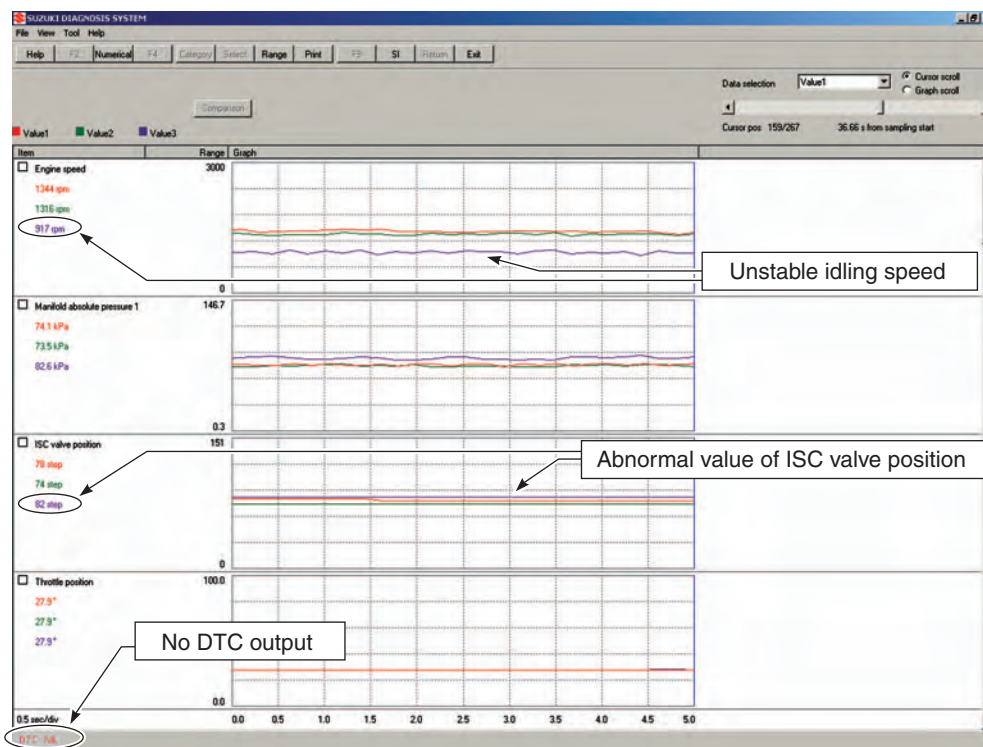 SUZUKI DIAGNOSIS SYSTEM
File View Tool Help
Help F2 Numerical F4 Category Select Range Print F9 SI Return Exit
Data selection Value1 Cursor scroll
Graph scroll
Comparison
Cursor pos 159/267 36.66 s from sampling start
Value1 Value2 Value3
Item Range Graph
Engine speed 3000
1344 rpm
1316 rpm
917 rpm
Unstable idling speed
0
Manifold absolute pressure 1 146.7
74.1 kPa
73.5 kPa
82.6 kPa
0.3
ISC valve position 151
78 step
Abnormal value of ISC valve position
74 step
82 step
0
Throttle position 100.0
27.9°
27.9°
27.9°
No DTC output
0.0
0.5 sec/div 0.0 0.5 1.0 1.5 2.0 2.5 3.0 3.5 4.0 4.5 5.0
DTC